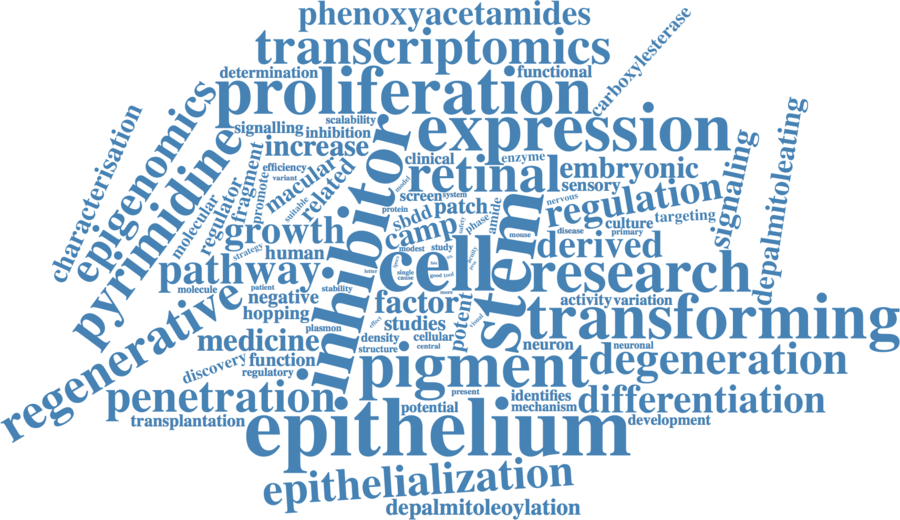 phenoxyacetamides
carboxylesterase
transcriptomics
determination
functional
proliferation
scalability
signalling
inhibition
expression
increase
characterisation
epigenomics
pyrimidine
fragment
efficiency
variant
macular
related
model
clinical
enzyme
retinal
embryonic
sensory
nervous
regulation
signaling
depalmitoleating
molecular
regulator
promoter
suitable
screen
system
protein
sbdd
patch
phase
amide
safety
culture
targeting
disease
primary
mouse
growth
strategy
human
camp
modest
study
derived
pathway
cell
stem
research
inhibitor
letter
single
cause
good
tool
molecule
patient
stability
regenerative
negative
hopping
factor
more
potent
activity
variation
transforming
plasmon
effect
studies
visual
medicine
density
cellular
structure
central
neuron
neuronal
discovery
function
regulatory
pigment
degeneration
penetration
present
identifies
potential
mechanism
differentiation
transplantation
development
epithelium
epithelialization
depalmitoleoylation